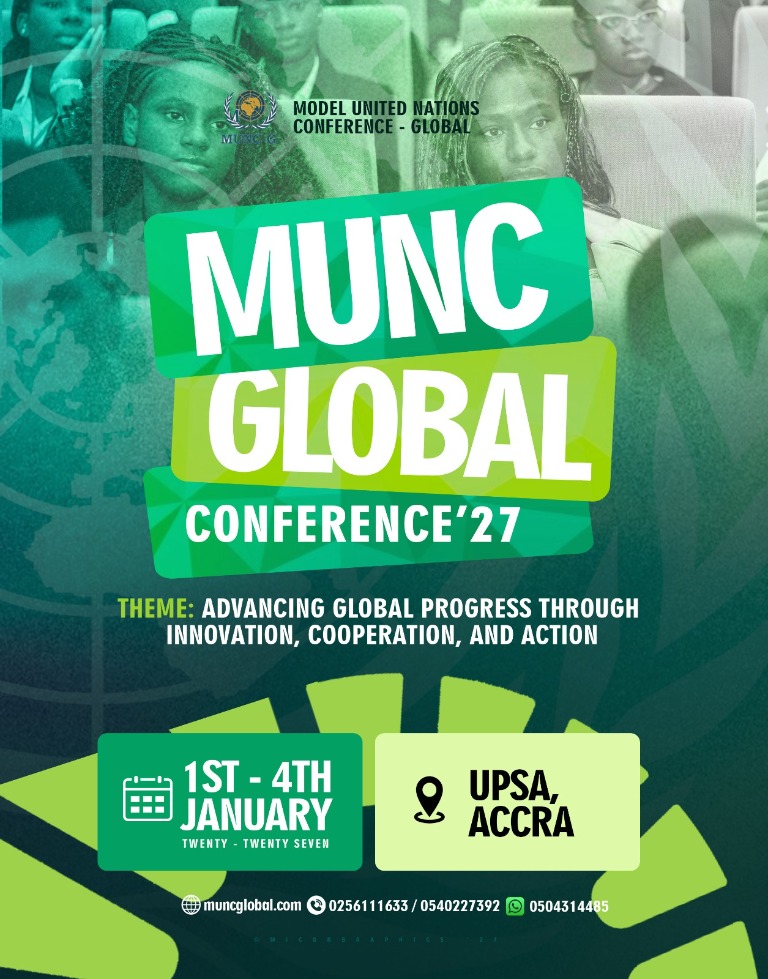 MUNC-G
MODEL UNITED NATIONS
CONFERENCE - GLOBAL
MUNC
GLOBAL
CONFERENCE'27
THEME: ADVANCING GLOBAL PROGRESS THROUGH
INNOVATION, COOPERATION, AND ACTION
1ST - 4TH
JANUARY
TWENTY - TWENTY SEVEN
UPSA,
ACCRA
muncglobal.com 0256111633 / 0540227392 0504314485